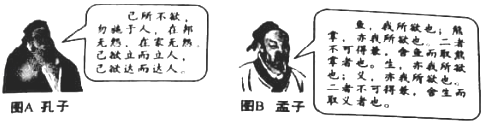 己所不欲，
勿施于人，在邦
无怨，在家无怨。
己欲立而立人，
己欲达而达人。
图A 孔子
鱼，我所欲也；熊
掌，亦我所欲也。二者
不可得兼，舍鱼而取熊
掌者也。生，亦我所欲
也；义，亦我所欲也。
二者不可得兼，舍生而
取义者也。
图B 孟子